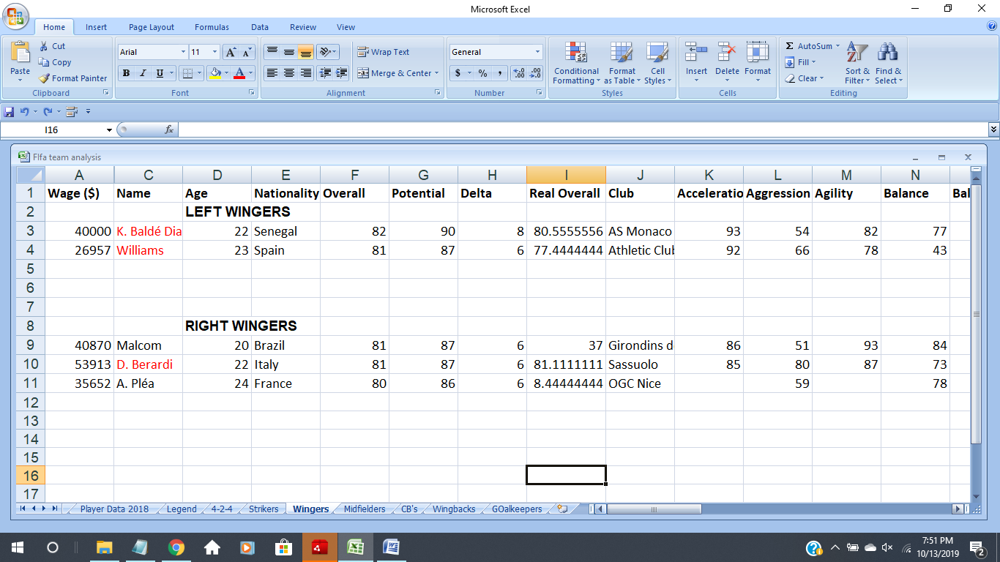 Microsoft Excel
Home Insert Page Layout Formulas Data Review View
Paste Cut Copy Format Painter Clipboard
Arial 11 A A B I U A Font
Wrap Text Merge & Center Alignment
General $ % , .00 .0 Number
Conditional Formatting Format as Table Cell Styles Styles
Insert Delete Format Cells
Σ AutoSum Fill Clear Sort & Filter Find & Select Editing
I16 fx
FIfa team analysis
A C D E F G H I J K L M N
1 Wage ($) Name Age Nationality Overall Potential Delta Real Overall Club Acceleratio Aggression Agility Balance Bal
2 LEFT WINGERS
3 40000 K. Baldé Dia 22 Senegal 82 90 8 80.5555556 AS Monaco 93 54 82 77
4 26957 Williams 23 Spain 81 87 6 77.4444444 Athletic Clu 92 66 78 43
5
6
7
8 RIGHT WINGERS
9 40870 Malcom 20 Brazil 81 87 6 37 Girondins d 86 51 93 84
10 53913 D. Berardi 22 Italy 81 87 6 81.1111111 Sassuolo 85 80 87 73
11 35652 A. Pléa 24 France 80 86 6 8.44444444 OGC Nice 59 78
12
13
14
15
16
17
Player Data 2018 Legend 4-2-4 Strikers Wingers Midfielders CB's Wingbacks GOalkeepers
7:51 PM
10/13/2019
2